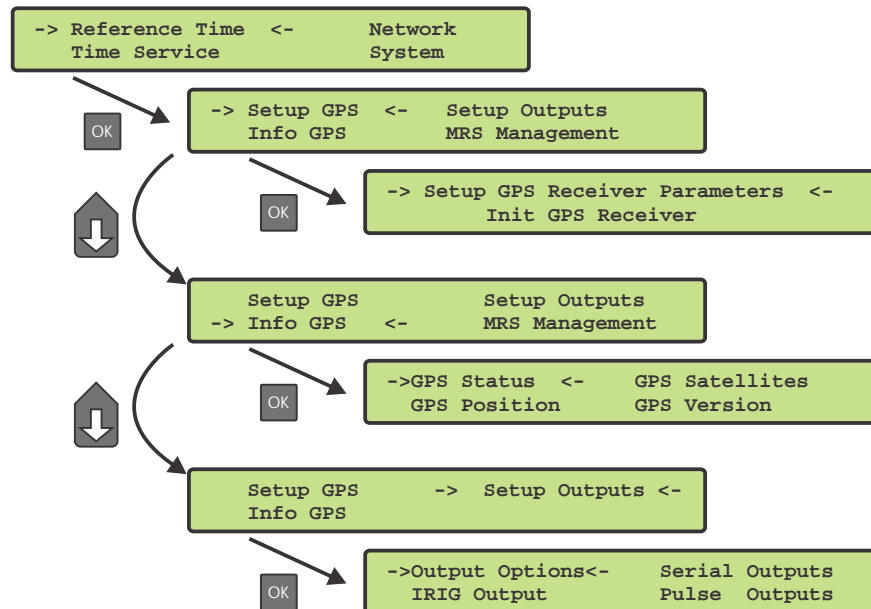 -> Reference Time <- Network
Time Service System
OK
-> Setup GPS <- Setup Outputs
Info GPS MRS Management
OK
-> Setup GPS Receiver Parameters <-
Init GPS Receiver
Setup GPS Setup Outputs
-> Info GPS <- MRS Management
OK
->GPS Status <- GPS Satellites
GPS Position GPS Version
Setup GPS -> Setup Outputs <-
Info GPS
OK
->Output Options<- Serial Outputs
IRIG Output Pulse Outputs